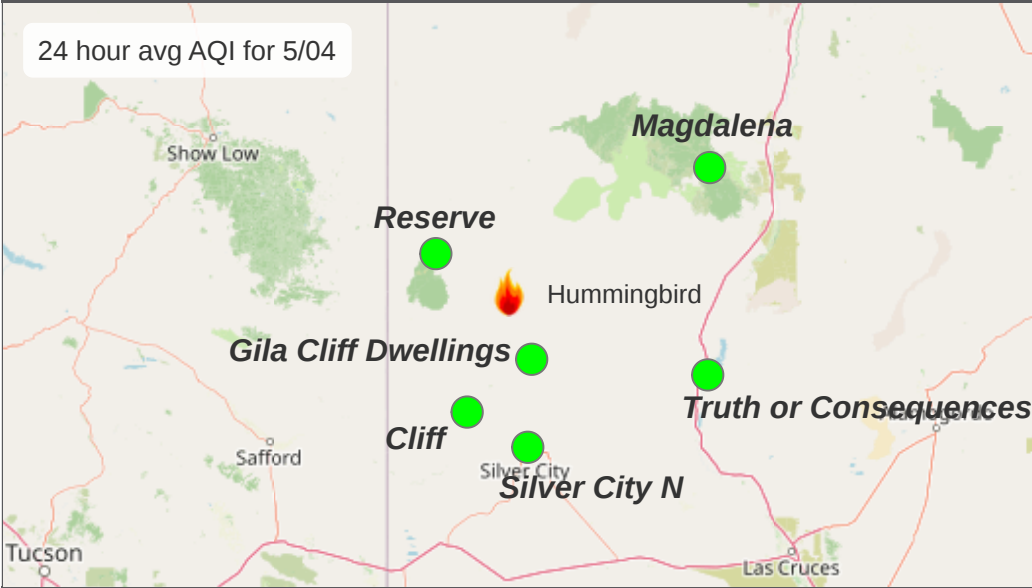 24 hour avg AQI for 5/04
Magdalena
Show Low
Reserve
Hummingbird
Gila Cliff Dwellings
Truth or Consequences
Alamogordo
Cliff
Safford
Silver City
Silver City N
Tucson
Las Cruces